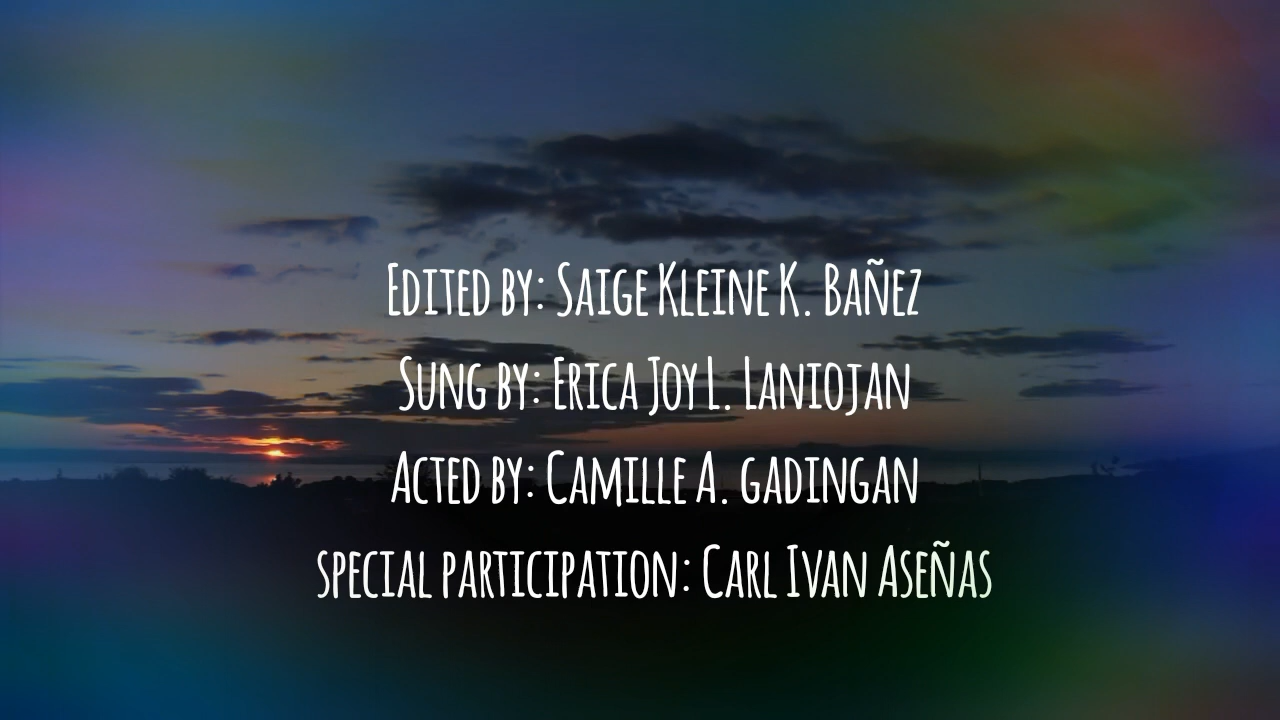 Edited by: Saige Kleine K. Bañez
Sung by: Erica Joy L. Laniojan
Acted by: Camille A. gadingan
special participation: Carl Ivan Aseñas